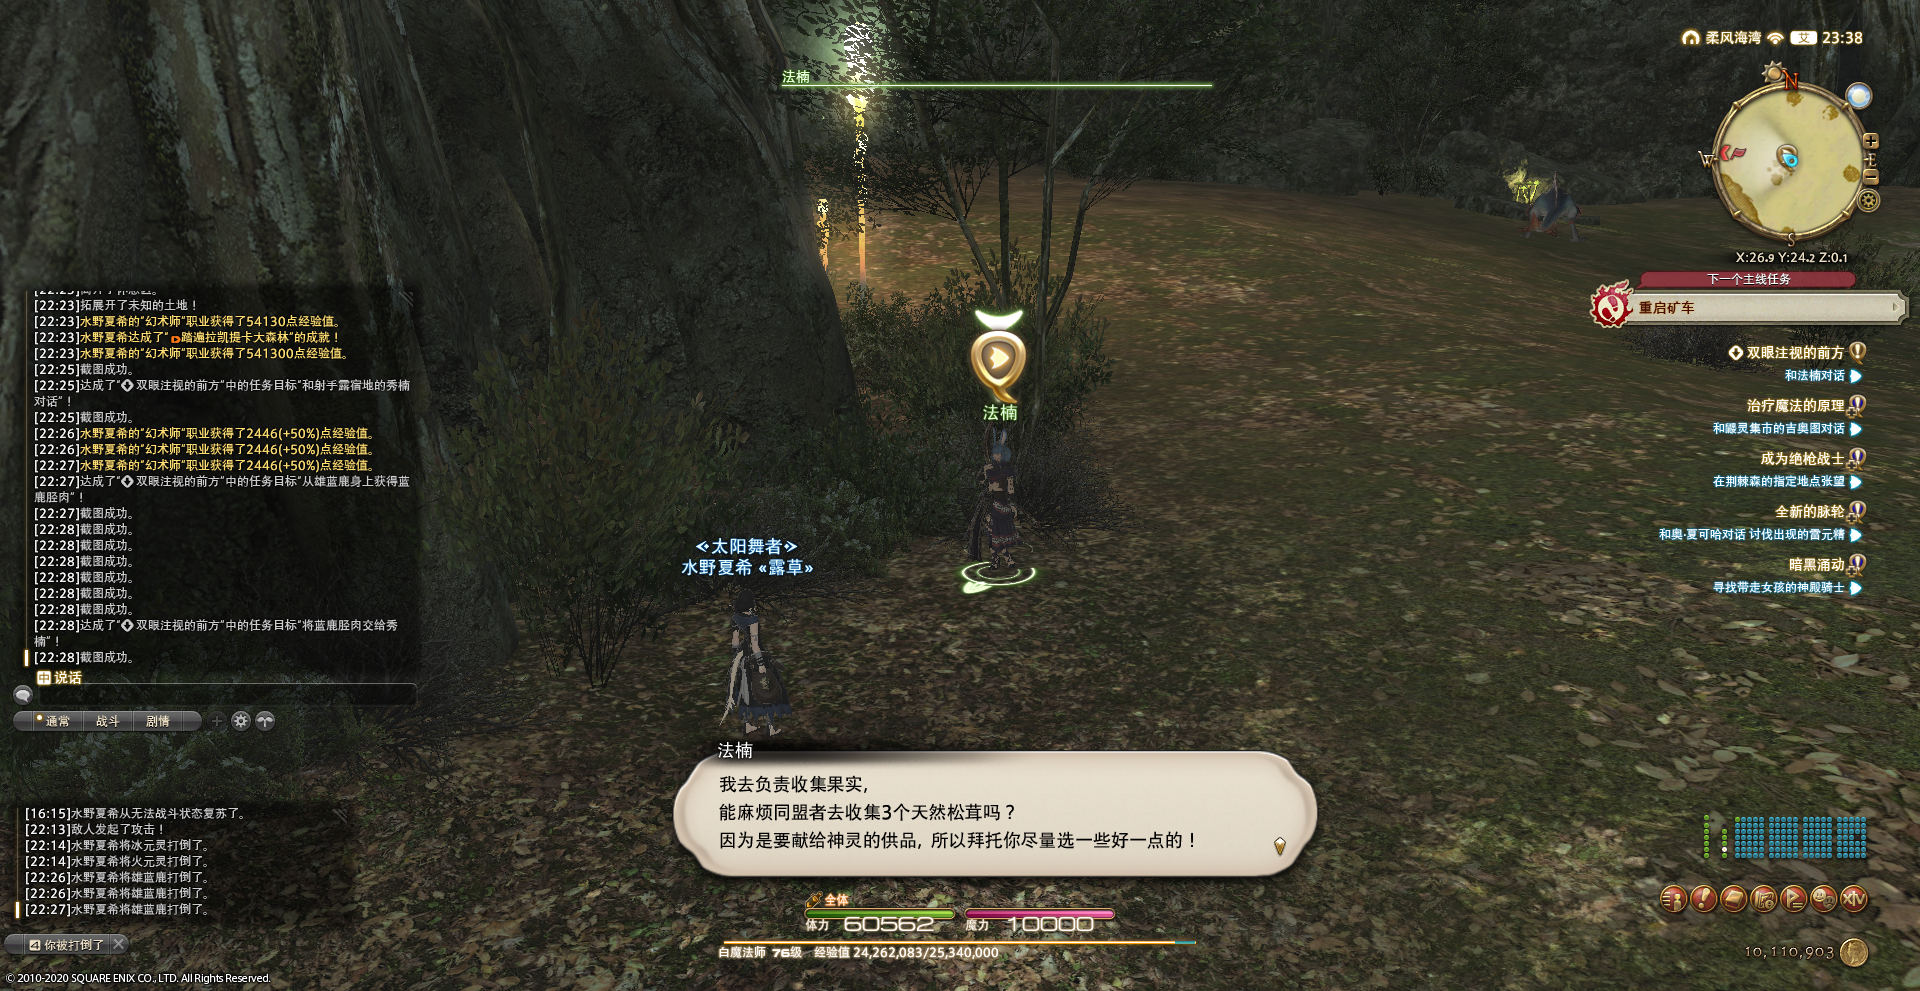 法楠
柔风海湾 艾 23:38
N
W
E
S
X:26.9 Y:24.2 Z:0.1
下一个主线任务
重启矿车
双眼注视的前方
和法楠对话
治疗魔法的原理
和鼹灵集市的吉奥图对话
成为绝枪战士
在荆棘森的指定地点张望
全新的脉轮
和奥·夏可哈对话 讨伐出现的雷元精
暗黑涌动
寻找带走女孩的神殿骑士
[22:23]拓展开了未知的土地！
[22:23]水野夏希的“幻术师”职业获得了54130点经验值。
[22:23]水野夏希达成了“踏遍拉凯提卡大森林”的成就！
[22:23]水野夏希的“幻术师”职业获得了541300点经验值。
[22:25]截图成功。
[22:25]达成了“双眼注视的前方”中的任务目标“和射手露宿地的秀楠
对话”！
[22:25]截图成功。
[22:26]水野夏希的“幻术师”职业获得了2446(+50%)点经验值。
[22:26]水野夏希的“幻术师”职业获得了2446(+50%)点经验值。
[22:27]水野夏希的“幻术师”职业获得了2446(+50%)点经验值。
[22:27]达成了“双眼注视的前方”中的任务目标“从雄蓝鹿身上获得蓝
鹿胫肉”！
[22:27]截图成功。
[22:28]截图成功。
[22:28]截图成功。
[22:28]截图成功。
[22:28]截图成功。
[22:28]截图成功。
[22:28]截图成功。
[22:28]达成了“双眼注视的前方”中的任务目标“将蓝鹿胫肉交给秀
楠”！
[22:28]截图成功。
说话
通常 战斗 剧情
法楠
太阳舞者
水野夏希 «露草»
法楠
我去负责收集果实，
能麻烦同盟者去收集3个天然松茸吗？
因为是要献给神灵的供品，所以拜托你尽量选一些好一点的！
[16:15]水野夏希从无法战斗状态复苏了。
[22:13]敌人发起了攻击！
[22:14]水野夏希将冰元灵打倒了。
[22:14]水野夏希将火元灵打倒了。
[22:26]水野夏希将雄蓝鹿打倒了。
[22:26]水野夏希将雄蓝鹿打倒了。
[22:27]水野夏希将雄蓝鹿打倒了。
4 你被打倒了
全体
体力 60562 魔力 10000
白魔法师 76级 经验值 24,262,083/25,340,000
XIV
10,110,903
© 2010-2020 SQUARE ENIX CO., LTD. All Rights Reserved.